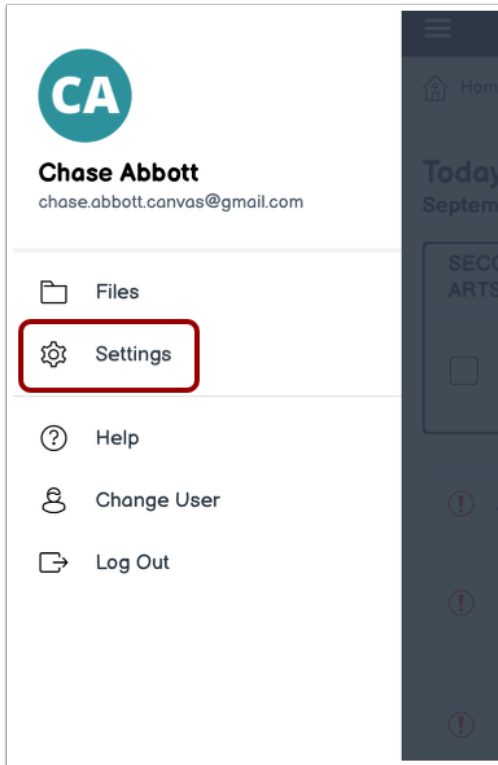 CA
Chase Abbott
chase.abbott.canvas@gmail.com
Files
Settings
Help
Change User
Log Out
Hom
Today
Septem
SECO
ARTS